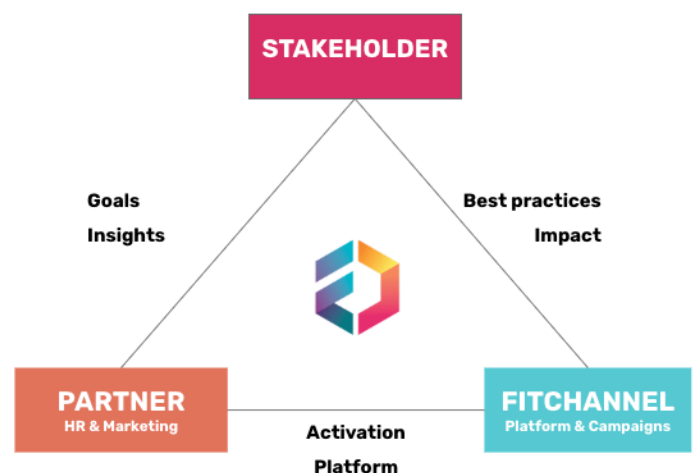 STAKEHOLDER
Goals
Insights
Best practices
Impact
PARTNER
HR & Marketing
FITCHANNEL
Platform & Campaigns
Activation
Platform